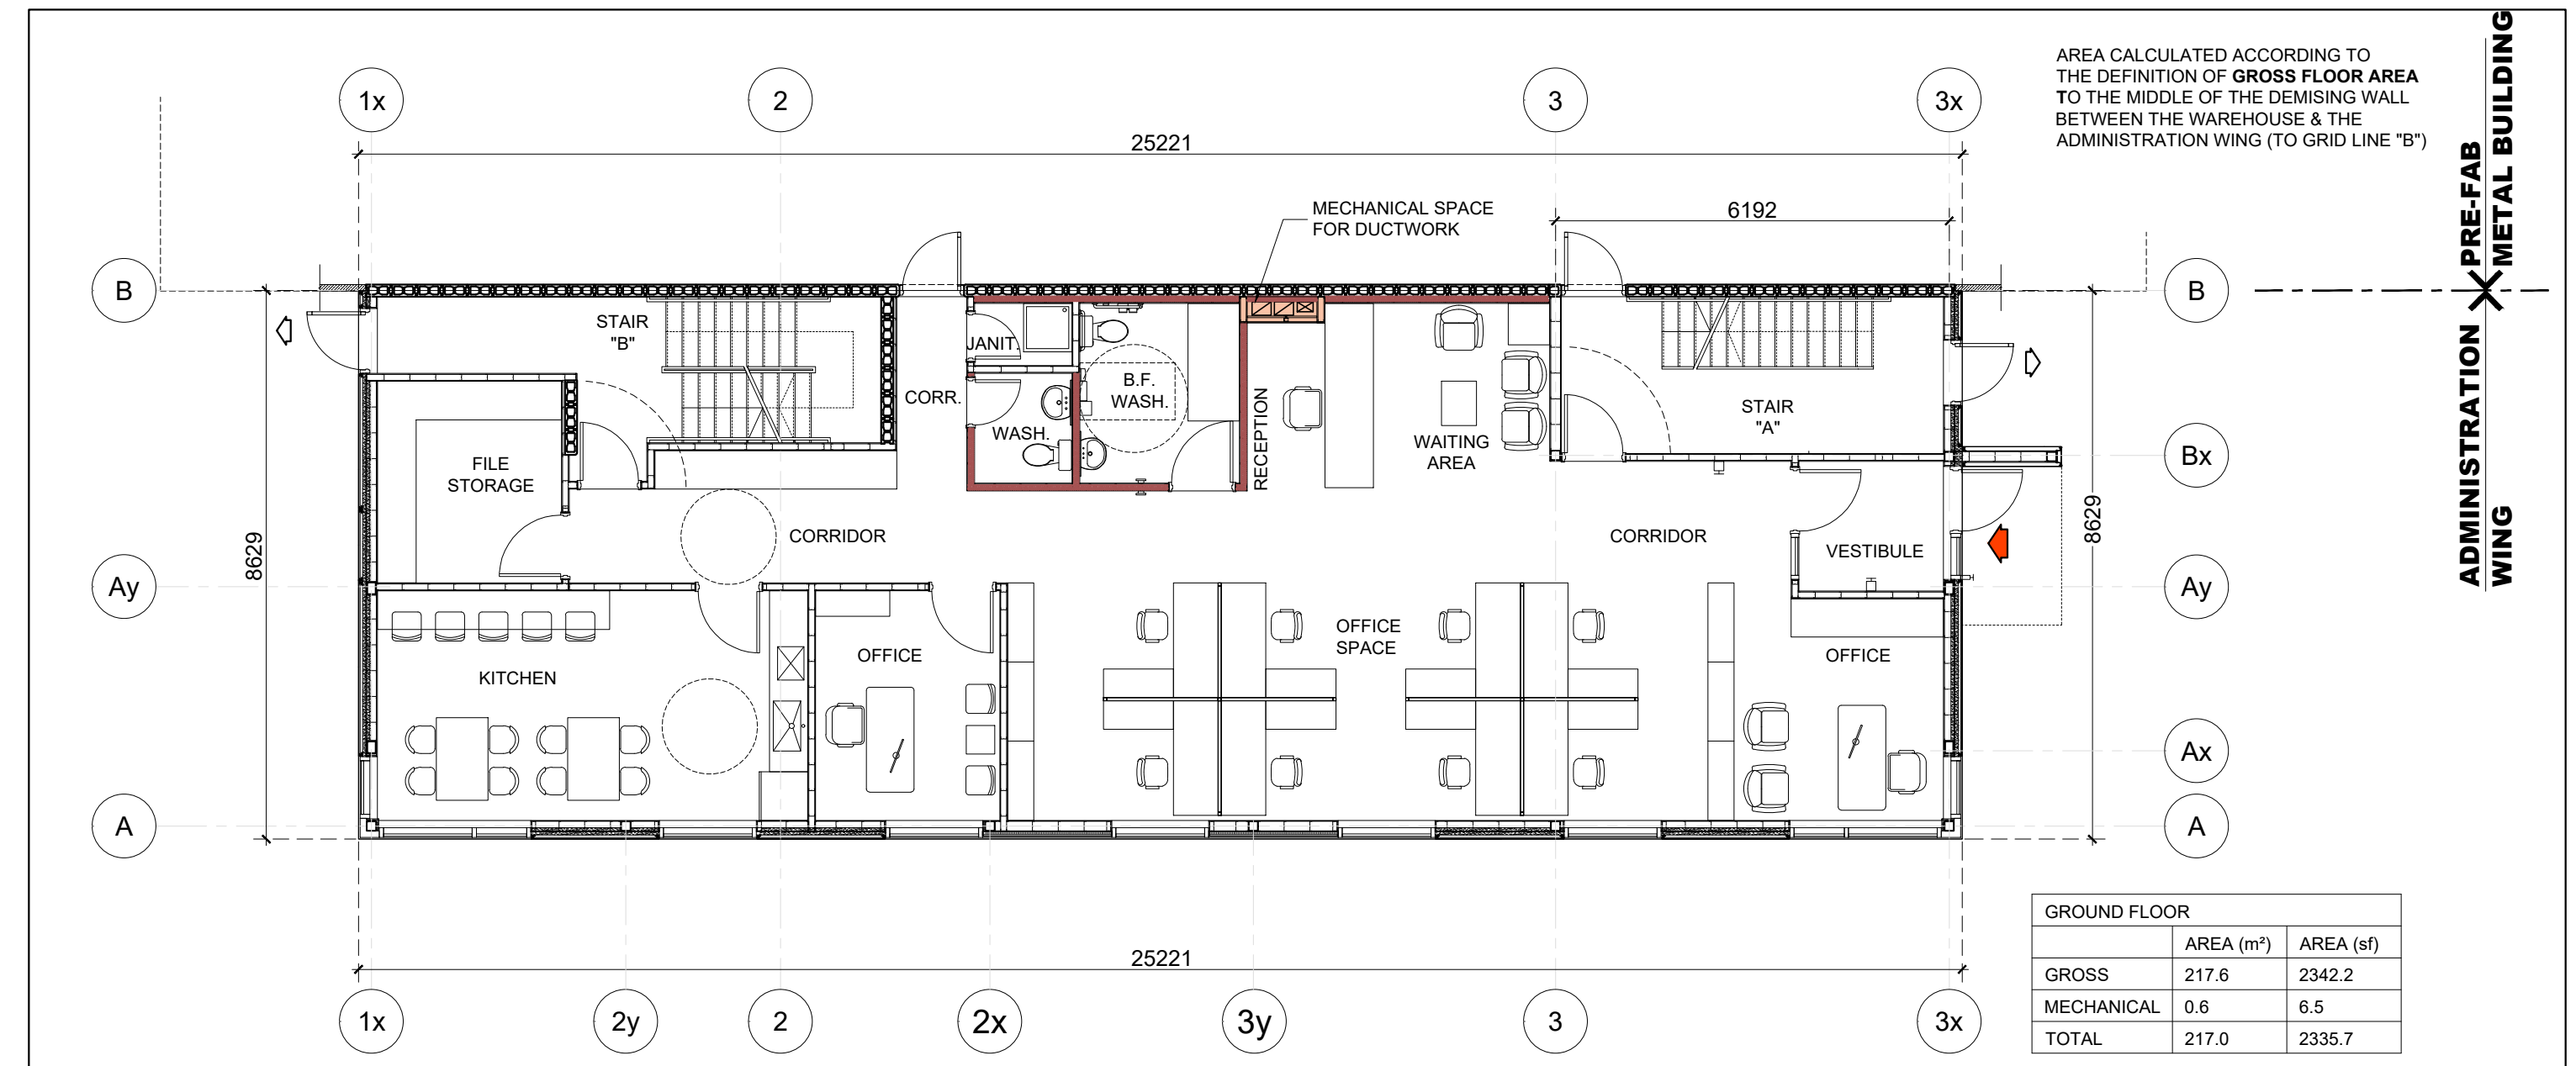 AREA CALCULATED ACCORDING TO
THE DEFINITION OF GROSS FLOOR AREA
TO THE MIDDLE OF THE DEMISING WALL
BETWEEN THE WAREHOUSE & THE
ADMINISTRATION WING (TO GRID LINE "B")
PRE-FAB
METAL BUILDING
ADMINISTRATION
WING
1x
2
3
3x
25221
6192
MECHANICAL SPACE
FOR DUCTWORK
B
B
STAIR
"B"
JANIT.
CORR.
WASH.
B.F.
WASH.
RECEPTION
WAITING
AREA
STAIR
"A"
Bx
FILE
STORAGE
CORRIDOR
CORRIDOR
VESTIBULE
8629
8629
Ay
Ay
KITCHEN
OFFICE
OFFICE
SPACE
OFFICE
Ax
A
A
25221
1x
2y
2
2x
3y
3
3x
GROUND FLOOR
AREA (m²) AREA (sf)
GROSS 217.6 2342.2
MECHANICAL 0.6 6.5
TOTAL 217.0 2335.7